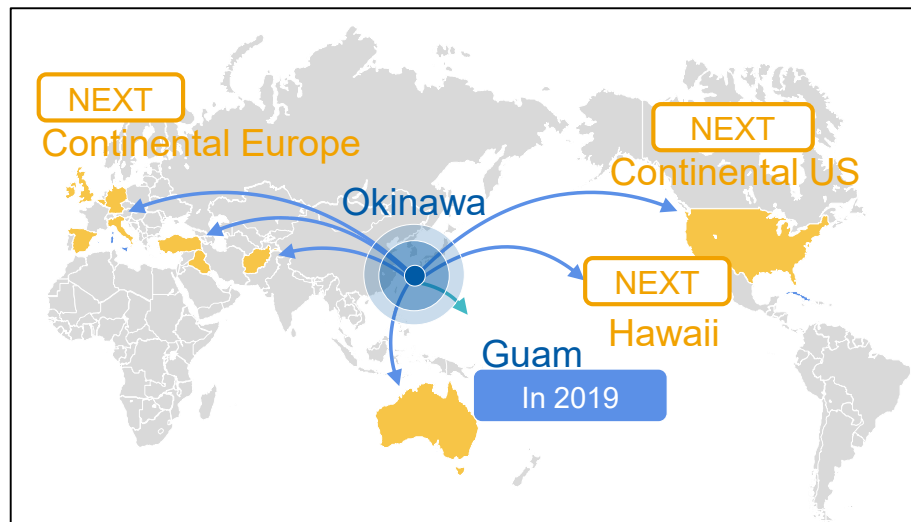 NEXT
Continental Europe
NEXT
Continental US
Okinawa
NEXT
Hawaii
Guam
In 2019